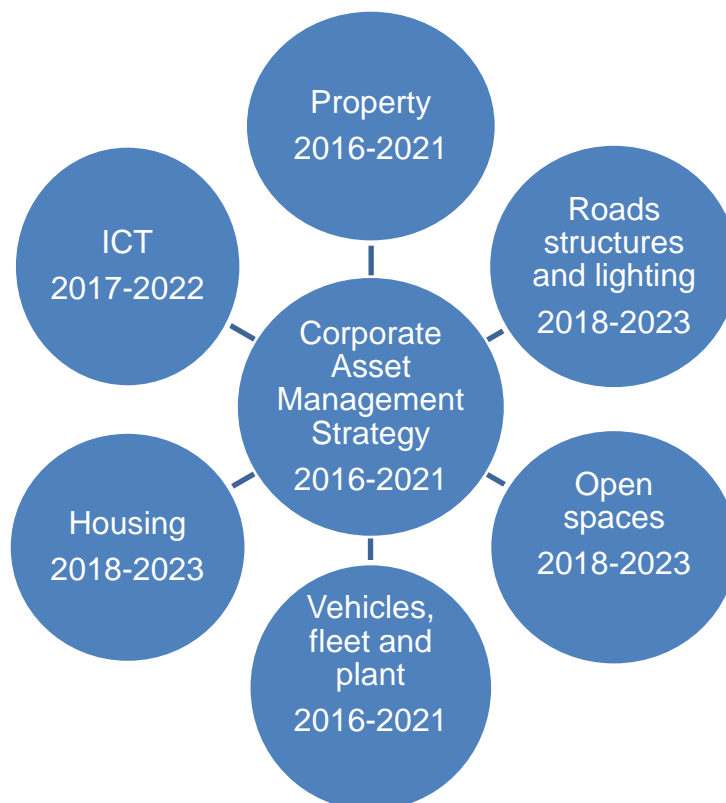 Property
2016-2021
ICT
2017-2022
Roads
structures
and lighting
2018-2023
Corporate
Asset
Management
Strategy
2016-2021
Housing
2018-2023
Open
spaces
2018-2023
Vehicles,
fleet and
plant
2016-2021